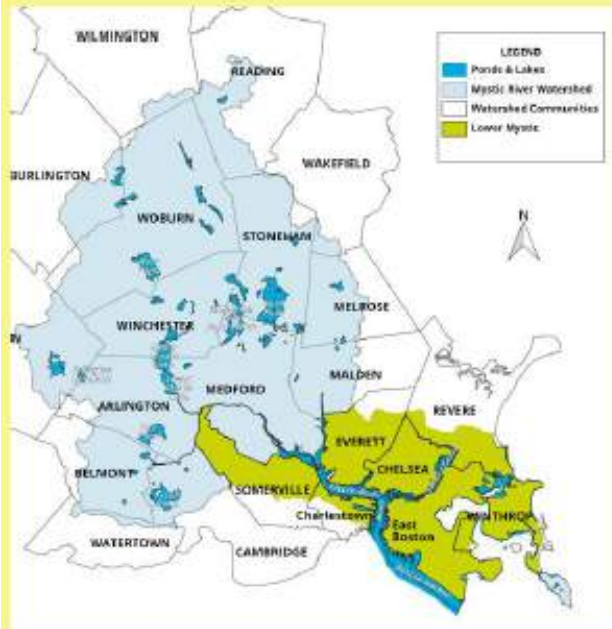 WILMINGTON
READING
LEGEND
Ponds & Lakes
Mystic River Watershed
Watershed Communities
Lower Mystic
WAKEFIELD
BURLINGTON
WOBURN
STONEHAM
N
MELROSE
WINCHESTER
N
MALDEN
MEDFORD
REVERE
ARLINGTON
EVERETT
CHELSEA
BELMONT
SOMERVILLE
Charlestown
WINTHROP
East
Boston
WATERTOWN
CAMBRIDGE